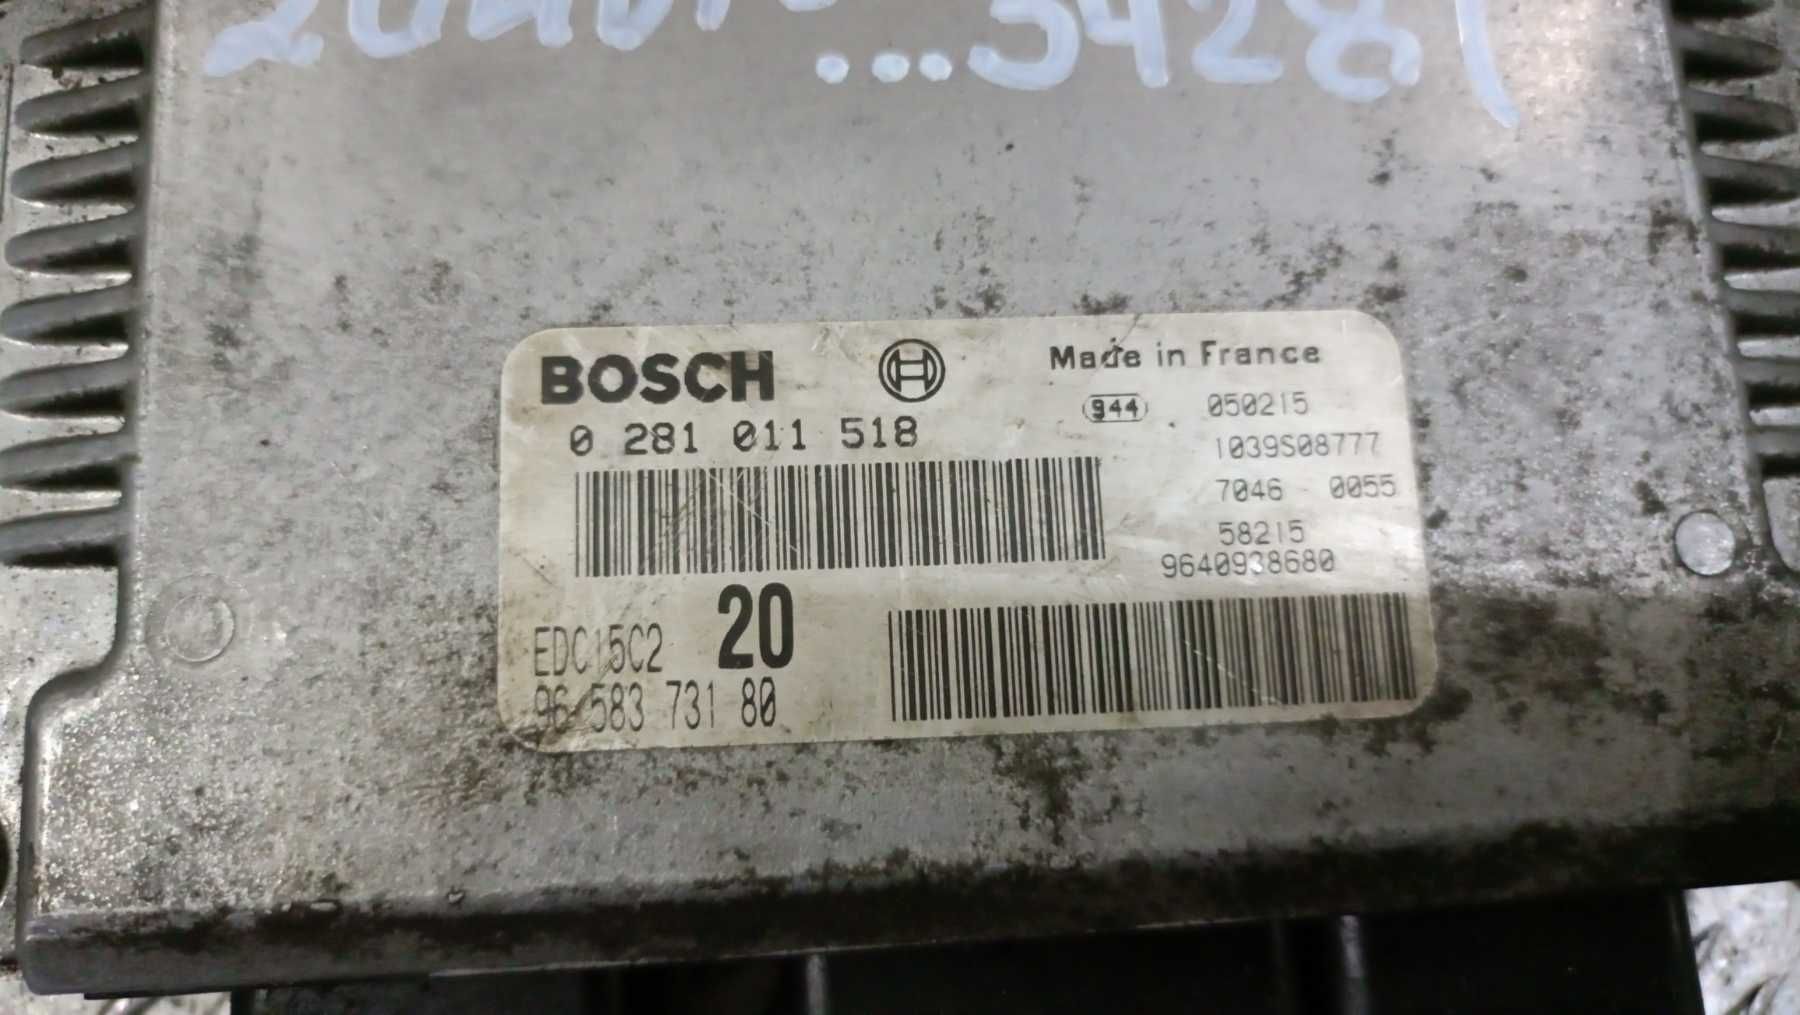 ...34281
BOSCH
Made in France
0 281 011 518
944 050215
1039S08777
7046 0055
58215
9640938680
EDC15C2 20
96 583 731 80